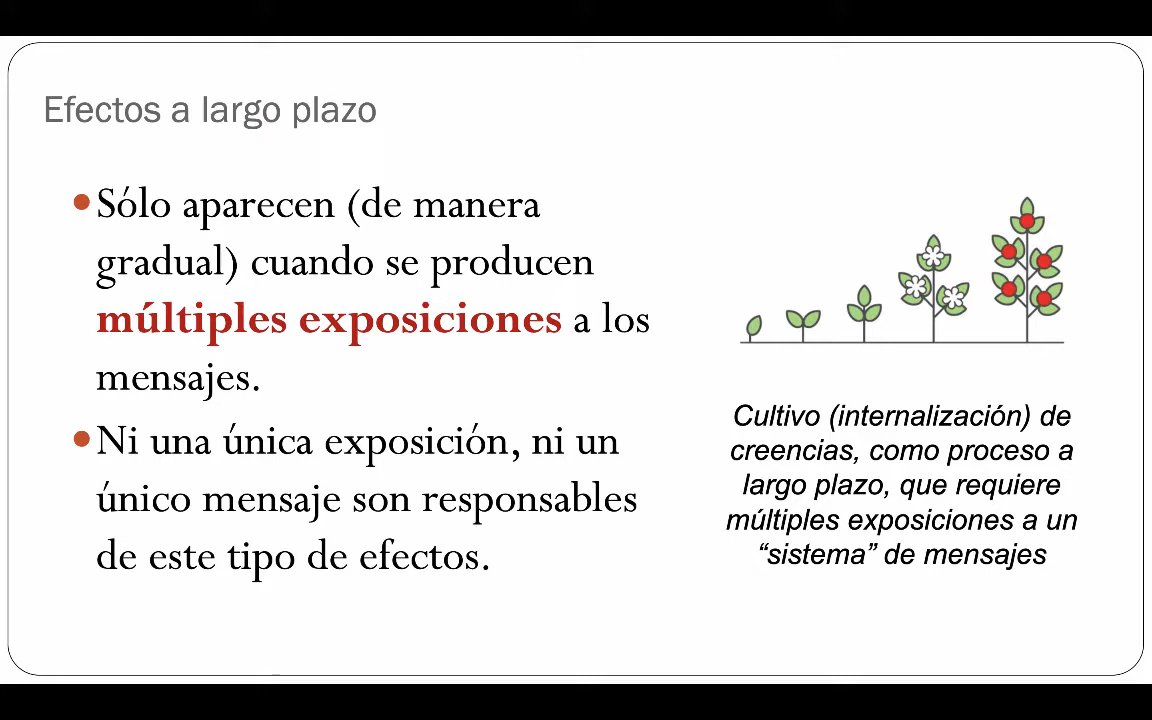 Efectos a largo plazo
•Sólo aparecen (de manera
gradual) cuando se producen
múltiples exposiciones a los
mensajes.
•Ni una única exposición, ni un
único mensaje son responsables
de este tipo de efectos.
Cultivo (internalización) de
creencias, como proceso a
largo plazo, que requiere
múltiples exposiciones a un
“sistema” de mensajes